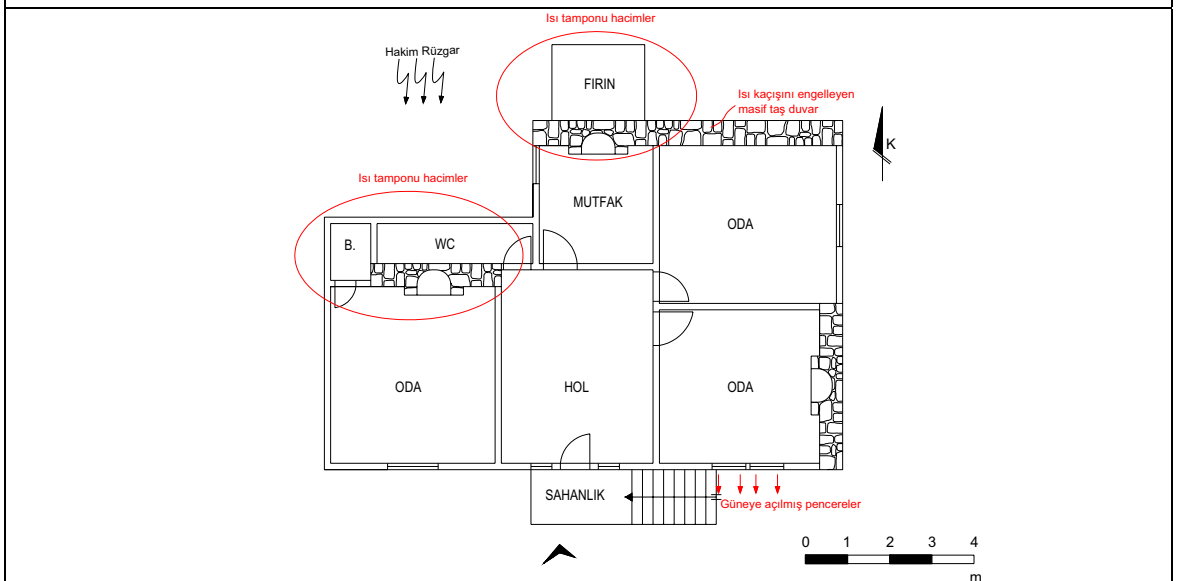 Isı tamponu hacimler
Hakim Rüzgar
FIRIN
Isı kaçışını engelleyen
masif taş duvar
K
Isı tamponu hacimler
MUTFAK
ODA
B.
WC
ODA
HOL
ODA
SAHANLIK
Güneye açılmış pencereler
0 1 2 3 4
m